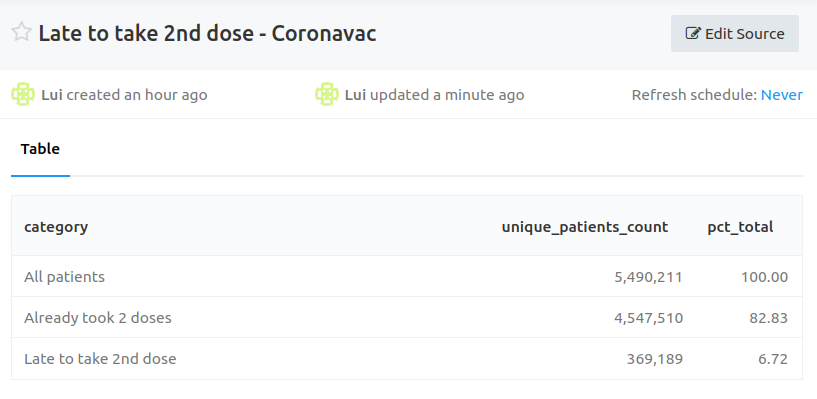 Late to take 2nd dose - Coronavac
Edit Source
Lui created an hour ago
Lui updated a minute ago
Refresh schedule: Never
Table
category unique_patients_count pct_total
All patients 5,490,211 100.00
Already took 2 doses 4,547,510 82.83
Late to take 2nd dose 369,189 6.72